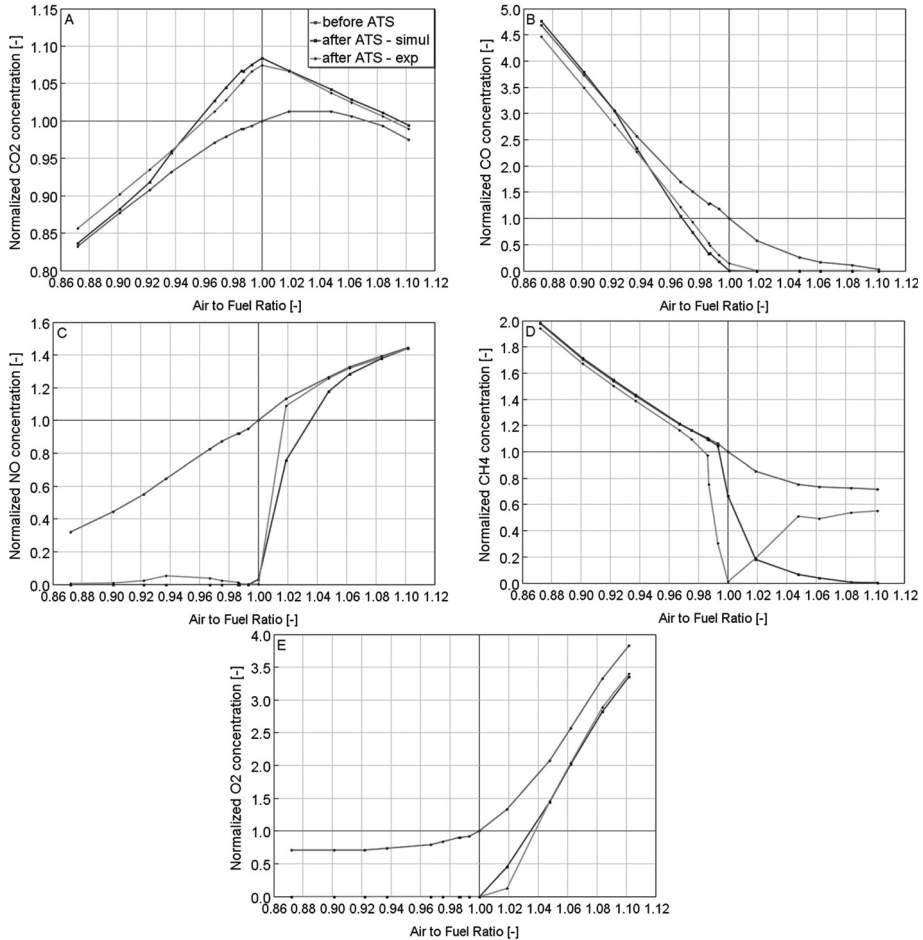 A
before ATS
after ATS - simul
after ATS - exp
Normalized CO2 concentration [-]
1.15
1.10
1.05
1.00
0.95
0.90
0.85
0.80
0.86 0.88 0.90 0.92 0.94 0.96 0.98 1.00 1.02 1.04 1.06 1.08 1.10 1.12
Air to Fuel Ratio [-]
B
Normalized CO concentration [-]
5.0
4.5
4.0
3.5
3.0
2.5
2.0
1.5
1.0
0.5
0.0
0.86 0.88 0.90 0.92 0.94 0.96 0.98 1.00 1.02 1.04 1.06 1.08 1.10 1.12
Air to Fuel Ratio [-]
C
Normalized NO concentration [-]
1.6
1.4
1.2
1.0
0.8
0.6
0.4
0.2
0.0
0.86 0.88 0.90 0.92 0.94 0.96 0.98 1.00 1.02 1.04 1.06 1.08 1.10 1.12
Air to Fuel Ratio [-]
D
Normalized CH4 concentration [-]
2.0
1.8
1.6
1.4
1.2
1.0
0.8
0.6
0.4
0.2
0.0
0.86 0.88 0.90 0.92 0.94 0.96 0.98 1.00 1.02 1.04 1.06 1.08 1.10 1.12
Air to Fuel Ratio [-]
E
Normalized O2 concentration [-]
4.0
3.5
3.0
2.5
2.0
1.5
1.0
0.5
0.0
0.86 0.88 0.90 0.92 0.94 0.96 0.98 1.00 1.02 1.04 1.06 1.08 1.10 1.12
Air to Fuel Ratio [-]